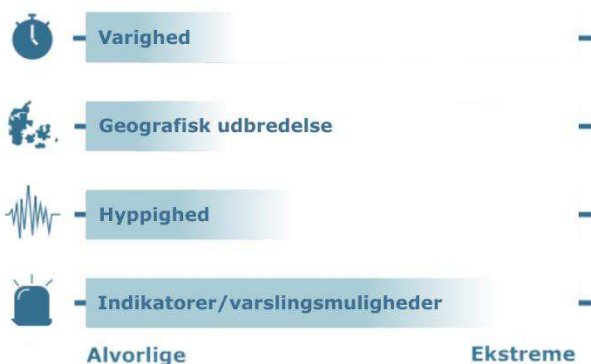 Varighed
Geografisk udbredelse
Hyppighed
Indikatorer/varslingsmuligheder
Alvorlige Ekstreme